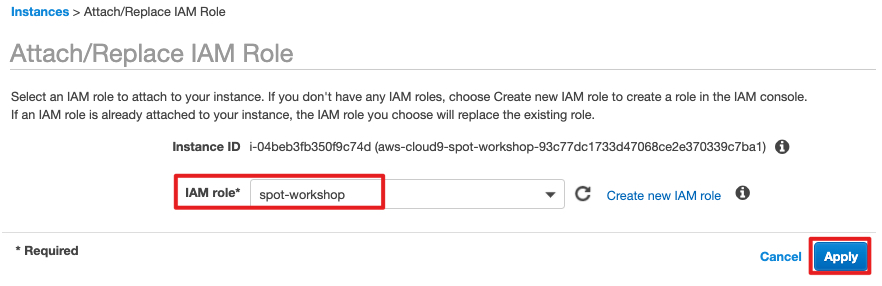 Instances > Attach/Replace IAM Role
Attach/Replace IAM Role
Select an IAM role to attach to your instance. If you don't have any IAM roles, choose Create new IAM role to create a role in the IAM console.
If an IAM role is already attached to your instance, the IAM role you choose will replace the existing role.
Instance ID i-04beb3fb350f9c74d (aws-cloud9-spot-workshop-93c77dc1733d47068ce2e370339c7ba1)
IAM role* spot-workshop Create new IAM role
* Required
Cancel Apply